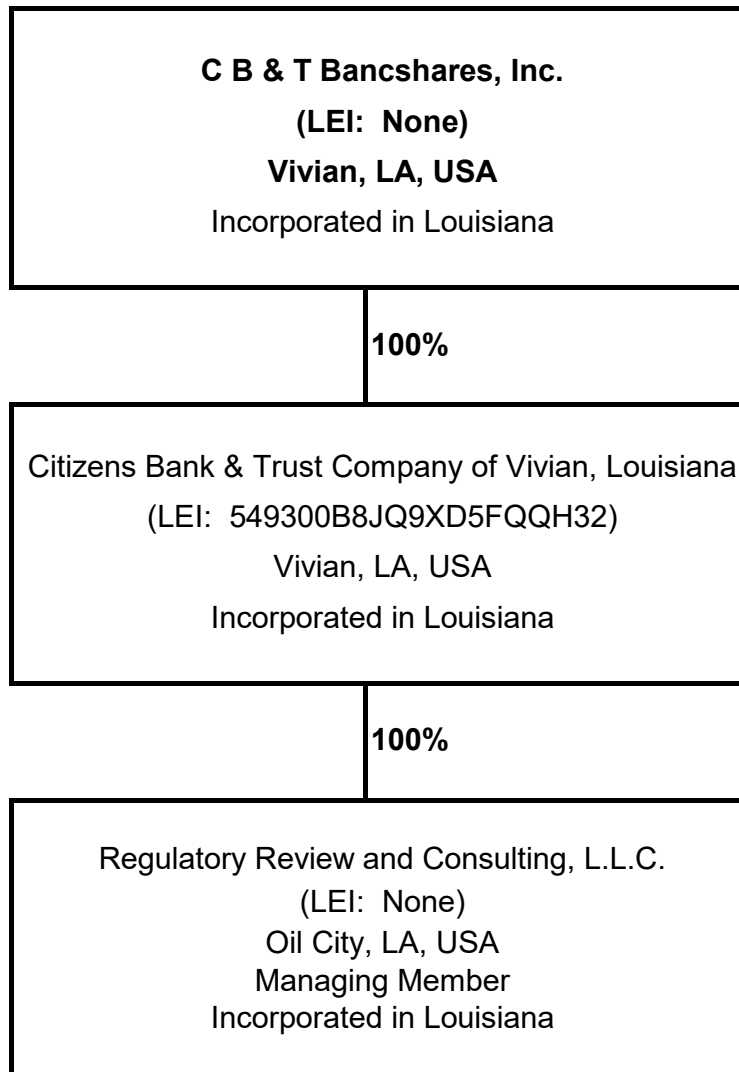 C B & T Bancshares, Inc.
(LEI: None)
Vivian, LA, USA
Incorporated in Louisiana
100%
Citizens Bank & Trust Company of Vivian, Louisiana
(LEI: 549300B8JQ9XD5FQQH32)
Vivian, LA, USA
Incorporated in Louisiana
100%
Regulatory Review and Consulting, L.L.C.
(LEI: None)
Oil City, LA, USA
Managing Member
Incorporated in Louisiana